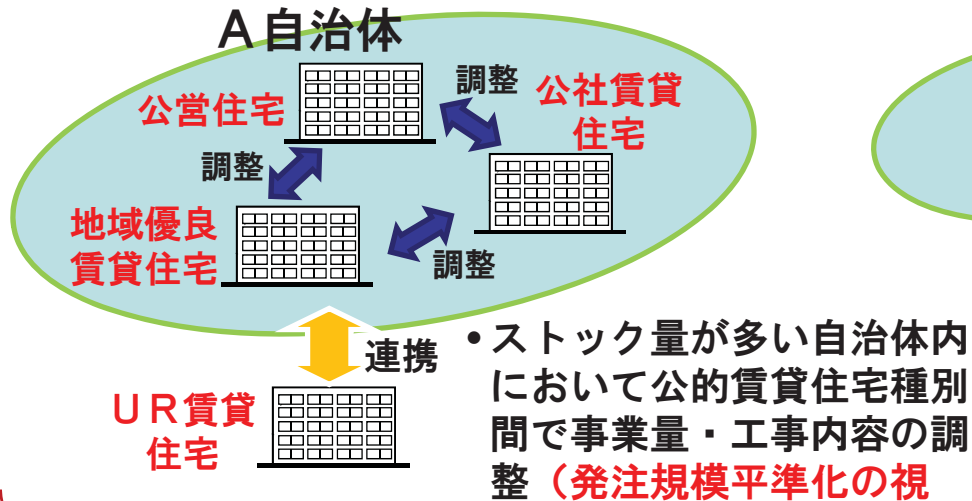 A自治体
公営住宅
調整
公社賃貸
住宅
調整
地域優良
賃貸住宅
調整
連携
UR賃貸
住宅
•ストック量が多い自治体内
において公的賃貸住宅種別
間で事業量・工事内容の調
整（発注規模平準化の視